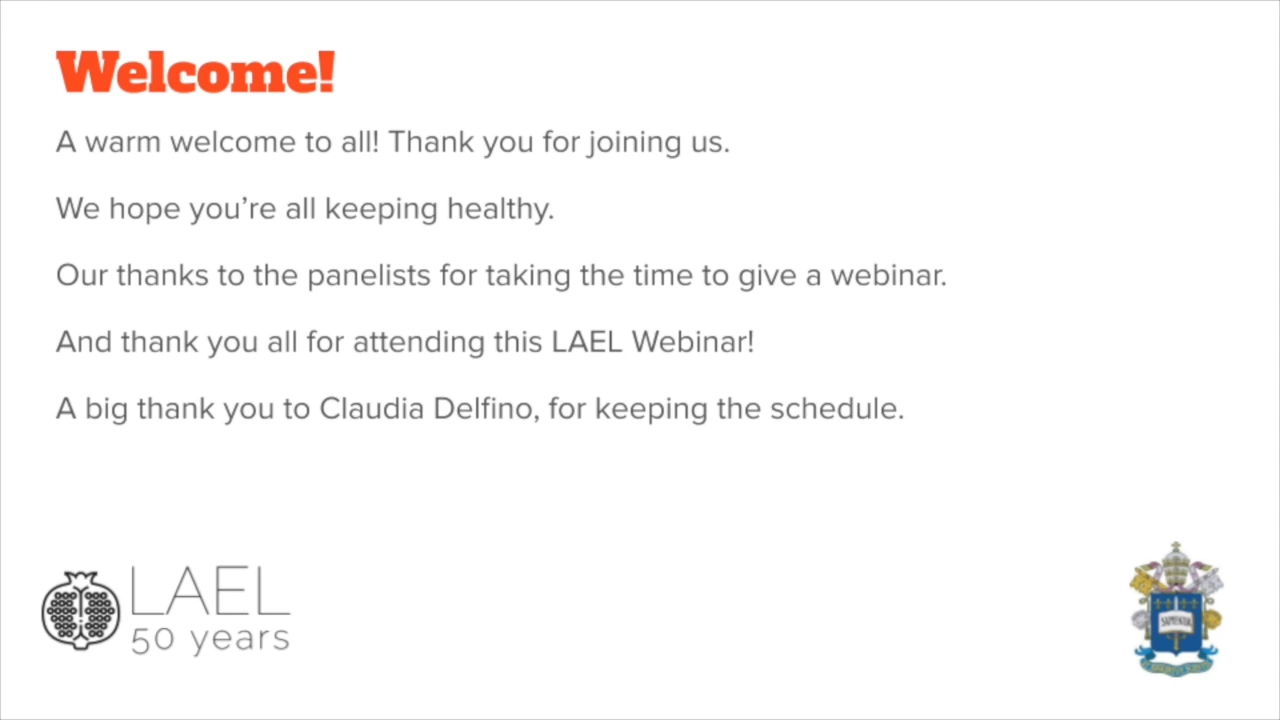 Welcome!
A warm welcome to all! Thank you for joining us.
We hope you’re all keeping healthy.
Our thanks to the panelists for taking the time to give a webinar.
And thank you all for attending this LAEL Webinar!
A big thank you to Claudia Delfino, for keeping the schedule.
LAEL
50 years